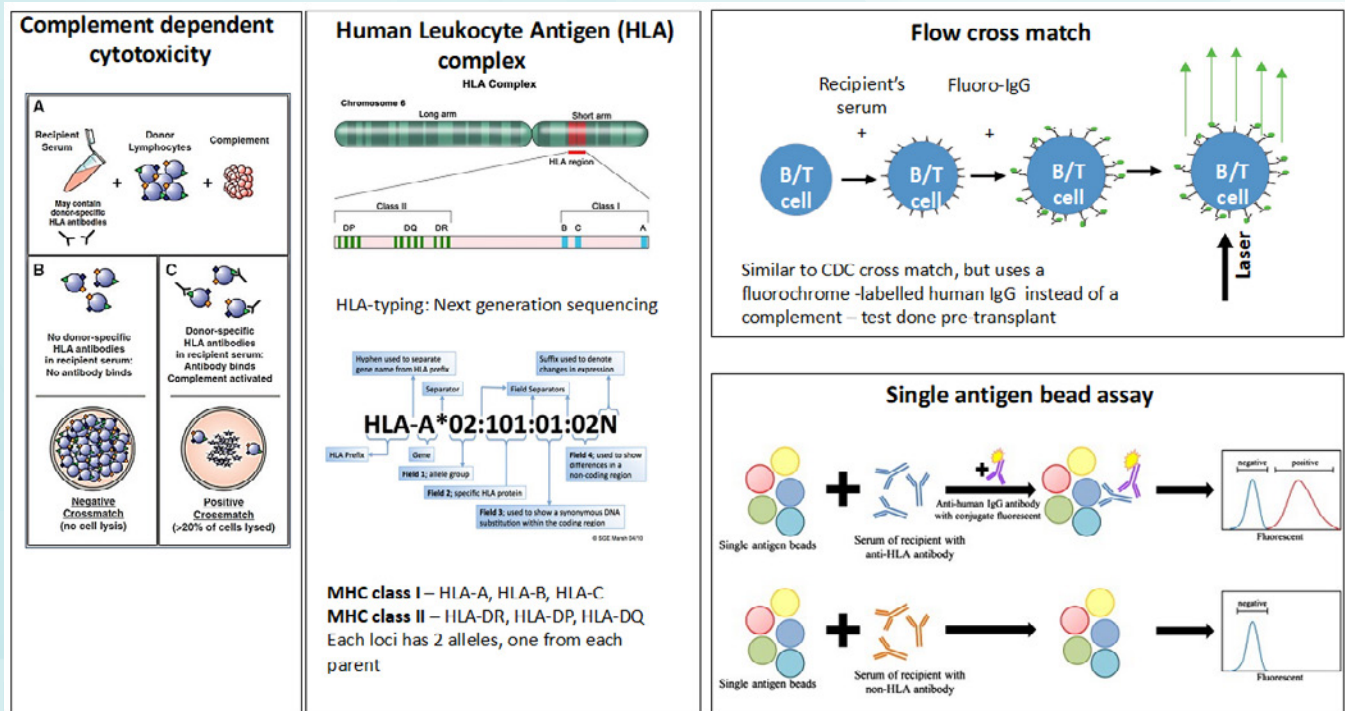 Complement dependent
cytotoxicity
A
Recipient
Serum
+
Donor
Lymphocytes
+
Complement
May contain
donor-specific
HLA antibodies
B
No donor-specific
HLA antibodies
in recipient serum:
No antibody binds
Negative
Crossmatch
(no cell lysis)
C
Donor-specific
HLA antibodies
in recipient serum:
Antibody binds
Complement activated
Positive
Crossmatch
(>20% of cells lysed)
Human Leukocyte Antigen (HLA)
complex
HLA Complex
Chromosome 6
Long arm
Short arm
HLA region
Class II
Class I
DP
DQ
DR
B
C
A
HLA-typing: Next generation sequencing
Hyphen used to separate
gene name from HLA prefix
Suffix used to denote
changes in expression
Separator
Field Separators
HLA-A*02:101:01:02N
HLA Prefix
Gene
Field 1; allele group
Field 2; specific HLA protein
Field 3; used to show a synonymous DNA
substitution within the coding region
Field 4; used to show
differences in a
non-coding region
© SGE March 04/10
MHC class I – HLA-A, HLA-B, HLA-C
MHC class II – HLA-DR, HLA-DP, HLA-DQ
Each loci has 2 alleles, one from each
parent
Flow cross match
Recipient's
serum
+
Fluoro-IgG
+
B/T
cell
B/T
cell
B/T
cell
B/T
cell
Laser
Similar to CDC cross match, but uses a
fluorochrome -labelled human IgG instead of a
complement – test done pre-transplant
Single antigen bead assay
Single antigen beads
+
Serum of recipient with
anti-HLA antibody
+
Anti-human IgG antibody
with conjugate fluorescent
negative
positive
Fluorescent
Single antigen beads
+
Serum of recipient with
non-HLA antibody
negative
Fluorescent